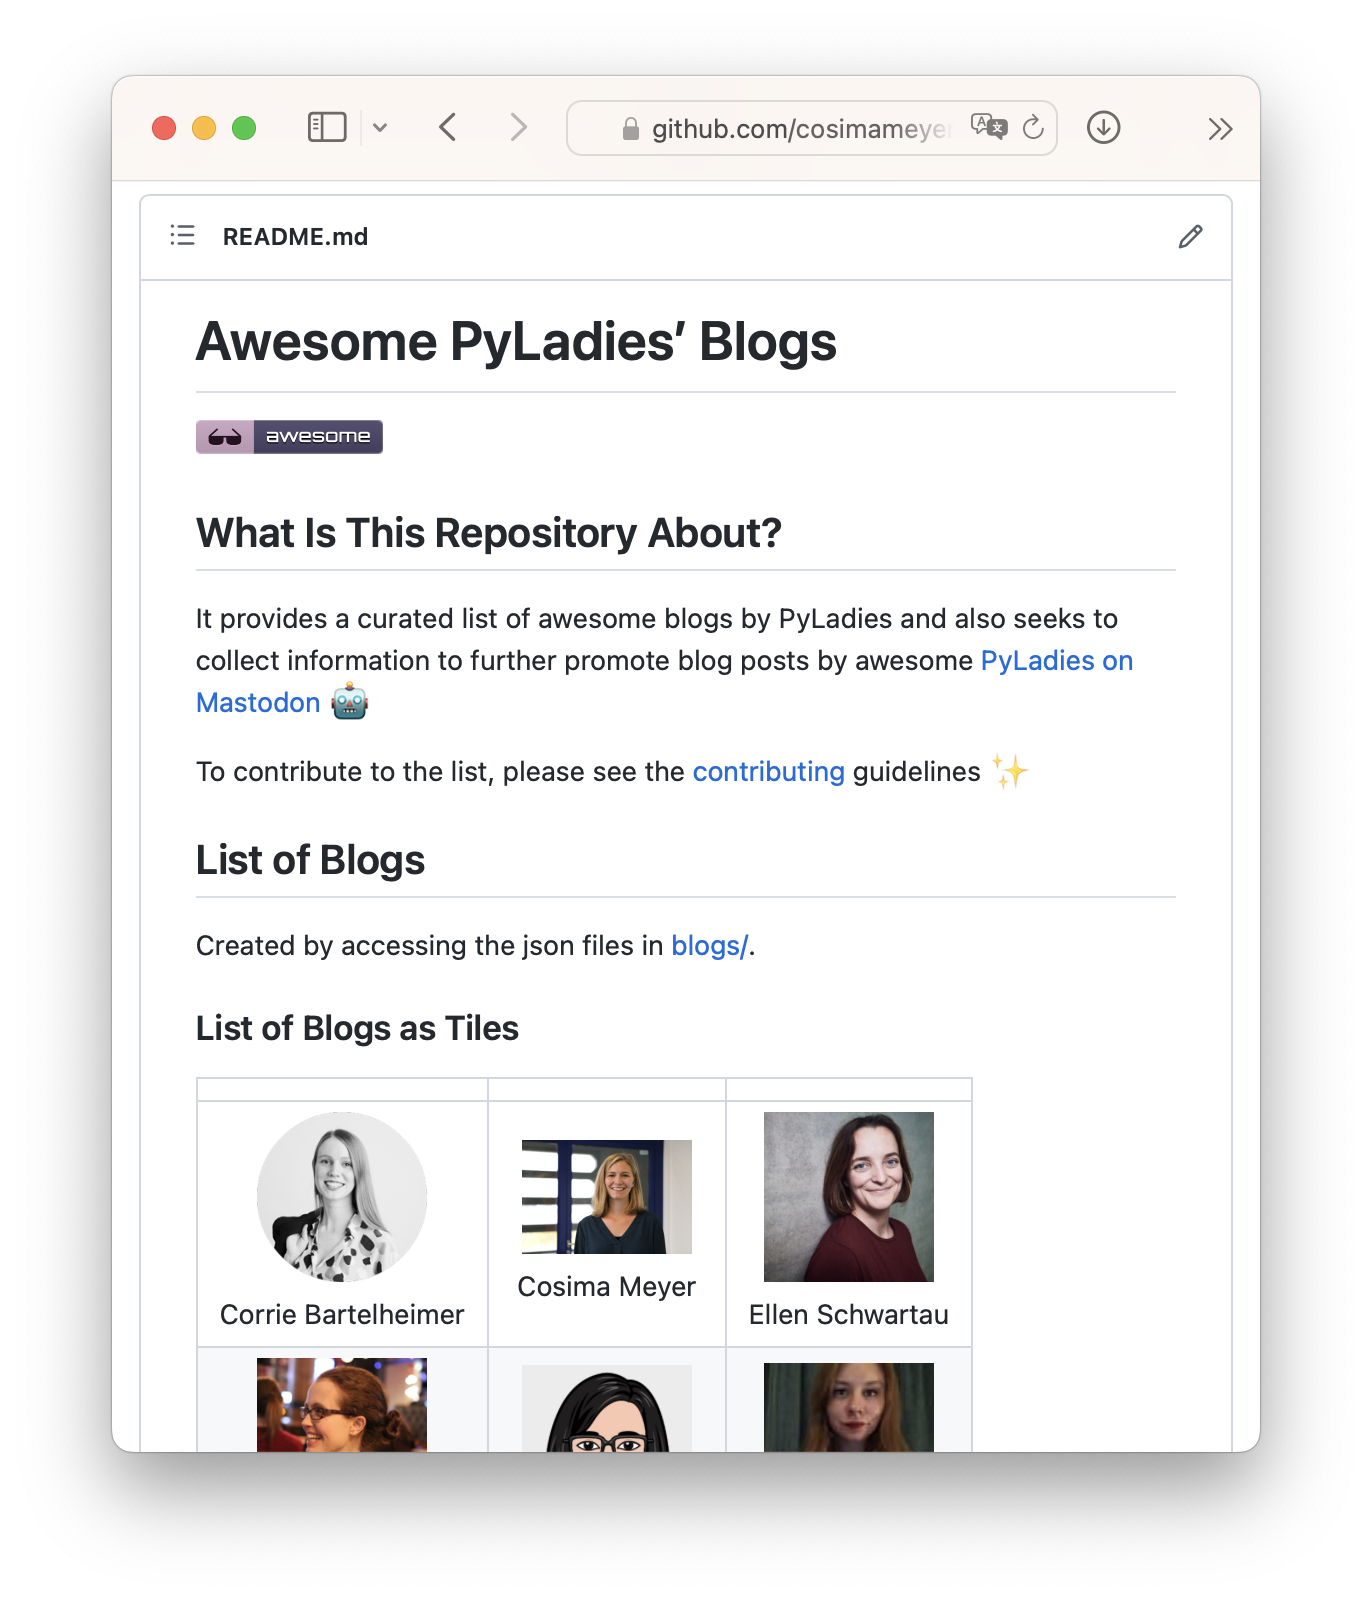 github.com/cosimameyer
README.md
Awesome PyLadies’ Blogs
awesome
What Is This Repository About?
It provides a curated list of awesome blogs by PyLadies and also seeks to
collect information to further promote blog posts by awesome PyLadies on
Mastodon 🤖
To contribute to the list, please see the contributing guidelines ✨
List of Blogs
Created by accessing the json files in blogs/.
List of Blogs as Tiles
Corrie Bartelheimer
Cosima Meyer
Ellen Schwartau